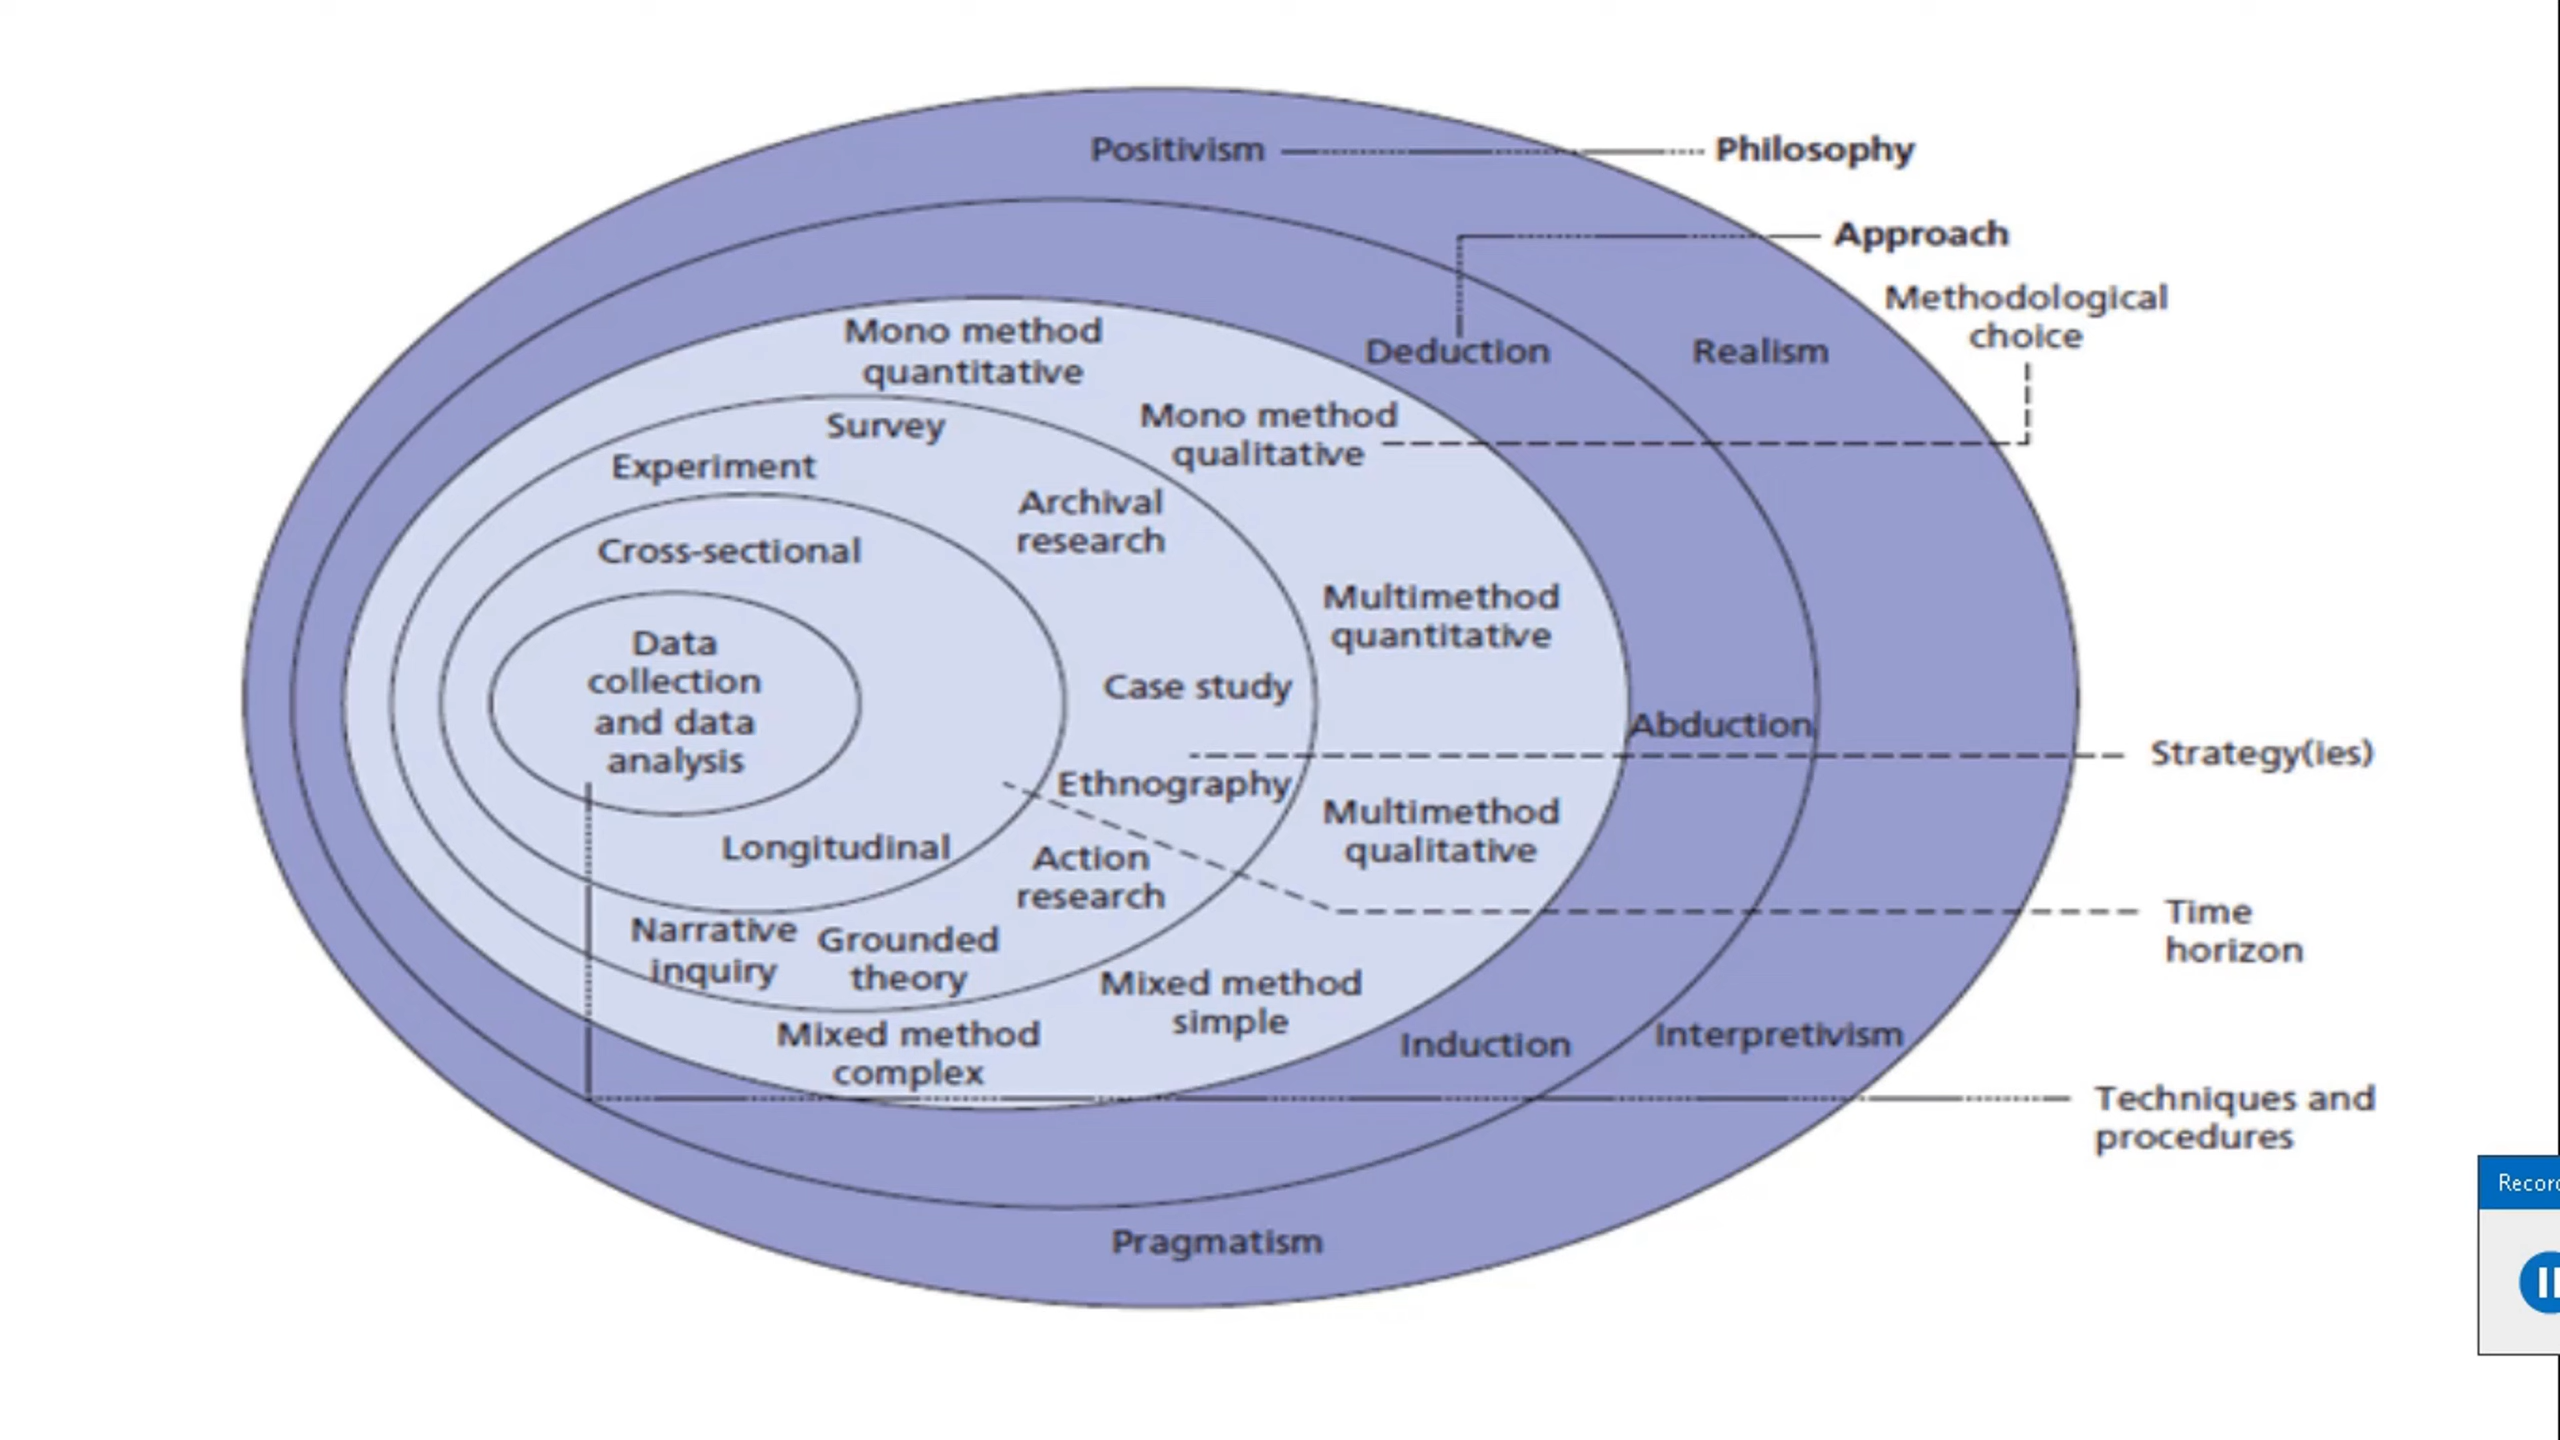 Positivism
Philosophy
Approach
Methodological
choice
Mono method
quantitative
Deduction
Realism
Survey
Mono method
qualitative
Experiment
Archival
research
Cross-sectional
Multimethod
quantitative
Data
collection
and data
analysis
Case study
Abduction
Strategy(ies)
Ethnography
Multimethod
qualitative
Longitudinal
Action
research
Time
horizon
Narrative
inquiry
Grounded
theory
Mixed method
simple
Mixed method
complex
Induction
Interpretivism
Techniques and
procedures
Pragmatism